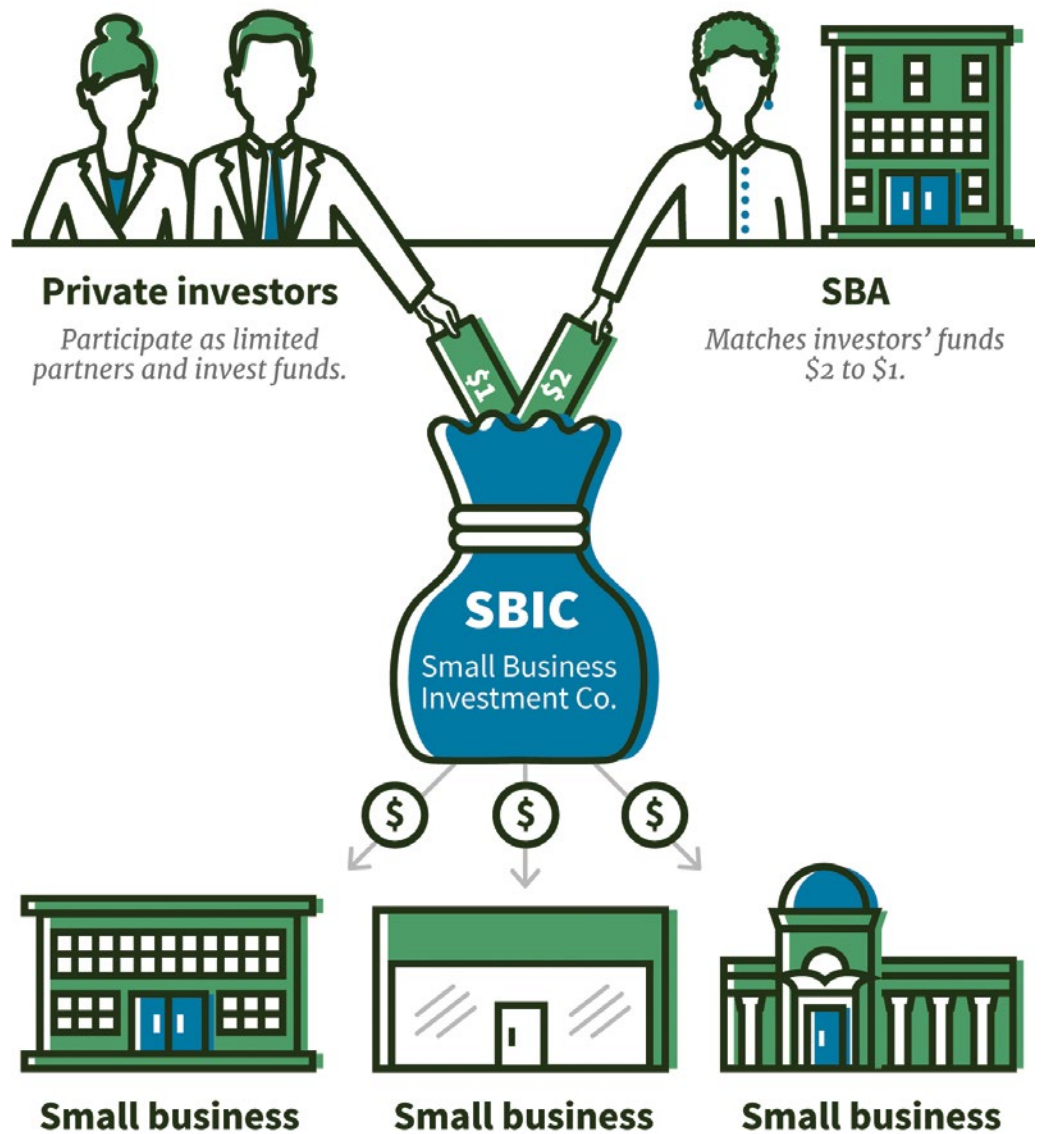 Private investors
Participate as limited
partners and invest funds.
SBA
Matches investors’ funds
$2 to $1.
$1
$2
SBIC
Small Business
Investment Co.
$
$
$
Small business
Small business
Small business